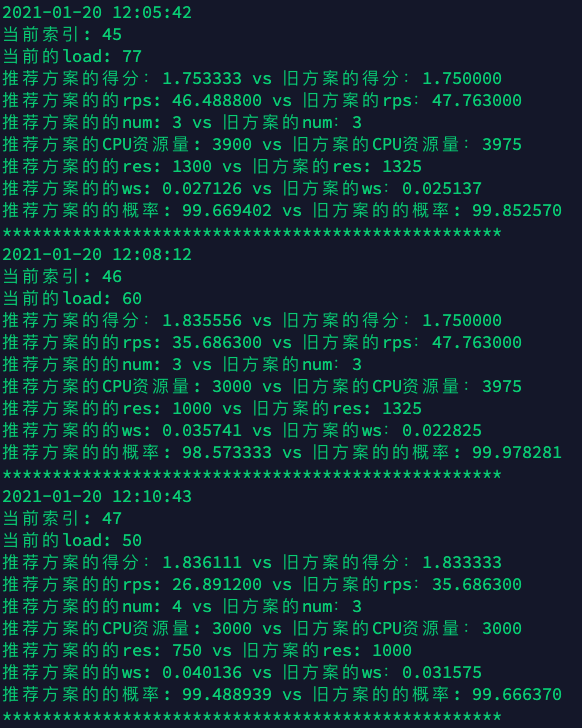 2021-01-20 12:05:42
当前索引: 45
当前的load: 77
推荐方案的得分: 1.753333 vs 旧方案的得分: 1.750000
推荐方案的的rps: 46.488800 vs 旧方案的rps: 47.763000
推荐方案的的num: 3 vs 旧方案的num: 3
推荐方案的CPU资源量: 3900 vs 旧方案的CPU资源量: 3975
推荐方案的的res: 1300 vs 旧方案的res: 1325
推荐方案的的ws: 0.027126 vs 旧方案的ws: 0.025137
推荐方案的的概率: 99.669402 vs 旧方案的的概率: 99.852570
**************************************************
2021-01-20 12:08:12
当前索引: 46
当前的load: 60
推荐方案的得分: 1.835556 vs 旧方案的得分: 1.750000
推荐方案的的rps: 35.686300 vs 旧方案的rps: 47.763000
推荐方案的的num: 3 vs 旧方案的num: 3
推荐方案的CPU资源量: 3000 vs 旧方案的CPU资源量: 3975
推荐方案的的res: 1000 vs 旧方案的res: 1325
推荐方案的的ws: 0.035741 vs 旧方案的ws: 0.022825
推荐方案的的概率: 98.573333 vs 旧方案的的概率: 99.978281
**************************************************
2021-01-20 12:10:43
当前索引: 47
当前的load: 50
推荐方案的得分: 1.836111 vs 旧方案的得分: 1.833333
推荐方案的的rps: 26.891200 vs 旧方案的rps: 35.686300
推荐方案的的num: 4 vs 旧方案的num: 3
推荐方案的CPU资源量: 3000 vs 旧方案的CPU资源量: 3000
推荐方案的的res: 750 vs 旧方案的res: 1000
推荐方案的的ws: 0.040136 vs 旧方案的ws: 0.031575
推荐方案的的概率: 99.488939 vs 旧方案的的概率: 99.666370
**************************************************